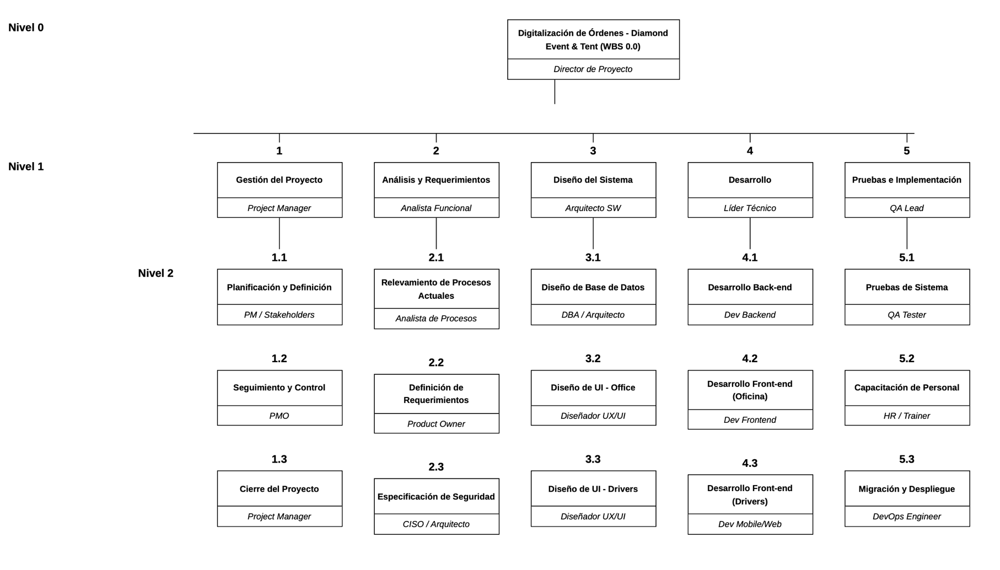 Nivel 0
Digitalización de Órdenes - Diamond
Event & Tent (WBS 0.0)
Director de Proyecto
Nivel 1
1
Gestión del Proyecto
Project Manager
2
Análisis y Requerimientos
Analista Funcional
3
Diseño del Sistema
Arquitecto SW
4
Desarrollo
Líder Técnico
5
Pruebas e Implementación
QA Lead
Nivel 2
1.1
Planificación y Definición
PM / Stakeholders
2.1
Relevamiento de Procesos
Actuales
Analista de Procesos
3.1
Diseño de Base de Datos
DBA / Arquitecto
4.1
Desarrollo Back-end
Dev Backend
5.1
Pruebas de Sistema
QA Tester
1.2
Seguimiento y Control
PMO
2.2
Definición de
Requerimientos
Product Owner
3.2
Diseño de UI - Office
Diseñador UX/UI
4.2
Desarrollo Front-end
(Oficina)
Dev Frontend
5.2
Capacitación de Personal
HR / Trainer
1.3
Cierre del Proyecto
Project Manager
2.3
Especificación de Seguridad
CISO / Arquitecto
3.3
Diseño de UI - Drivers
Diseñador UX/UI
4.3
Desarrollo Front-end
(Drivers)
Dev Mobile/Web
5.3
Migración y Despliegue
DevOps Engineer